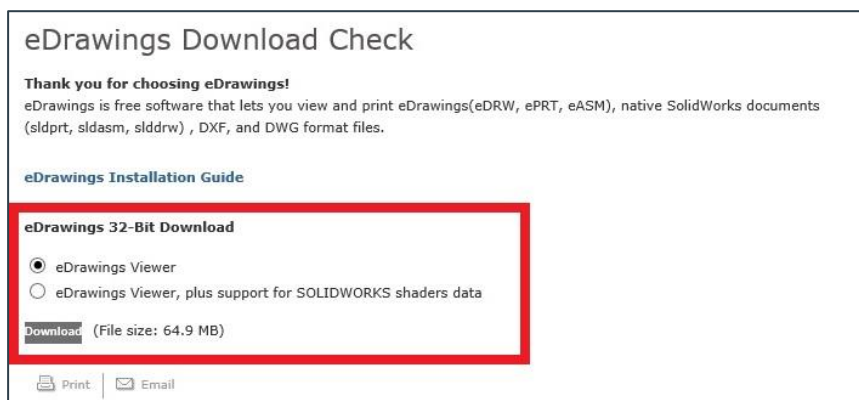 eDrawings Download Check
Thank you for choosing eDrawings!
eDrawings is free software that lets you view and print eDrawings(eDRW, ePRT, eASM), native SolidWorks documents
(sldprt, sldasm, slddrw) , DXF, and DWG format files.
eDrawings Installation Guide
eDrawings 32-Bit Download
eDrawings Viewer
eDrawings Viewer, plus support for SOLIDWORKS shaders data
Download (File size: 64.9 MB)
Print Email